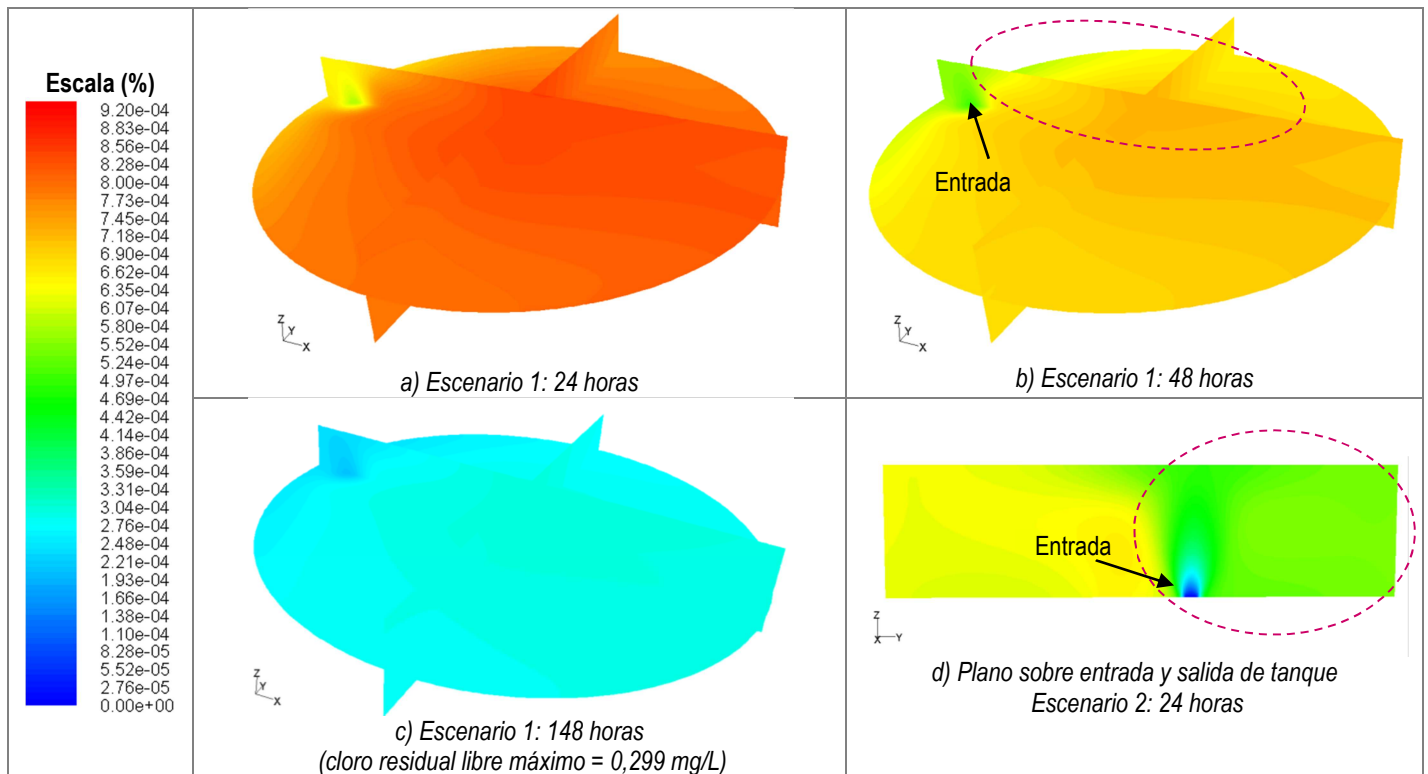 Escala (%)
9.20e-04
8.83e-04
8.56e-04
8.28e-04
8.00e-04
7.73e-04
7.45e-04
7.18e-04
6.90e-04
6.62e-04
6.35e-04
6.07e-04
5.80e-04
5.52e-04
5.24e-04
4.97e-04
4.69e-04
4.42e-04
4.14e-04
3.86e-04
3.59e-04
3.31e-04
3.04e-04
2.76e-04
2.48e-04
2.21e-04
1.93e-04
1.66e-04
1.38e-04
1.10e-04
8.28e-05
5.52e-05
2.76e-05
0.00e+00
Z
Y
X
a) Escenario 1: 24 horas
Entrada
Z
Y
X
b) Escenario 1: 48 horas
Z
Y
X
c) Escenario 1: 148 horas
(cloro residual libre máximo = 0,299 mg/L)
Entrada
Z
X
Y
d) Plano sobre entrada y salida de tanque
Escenario 2: 24 horas